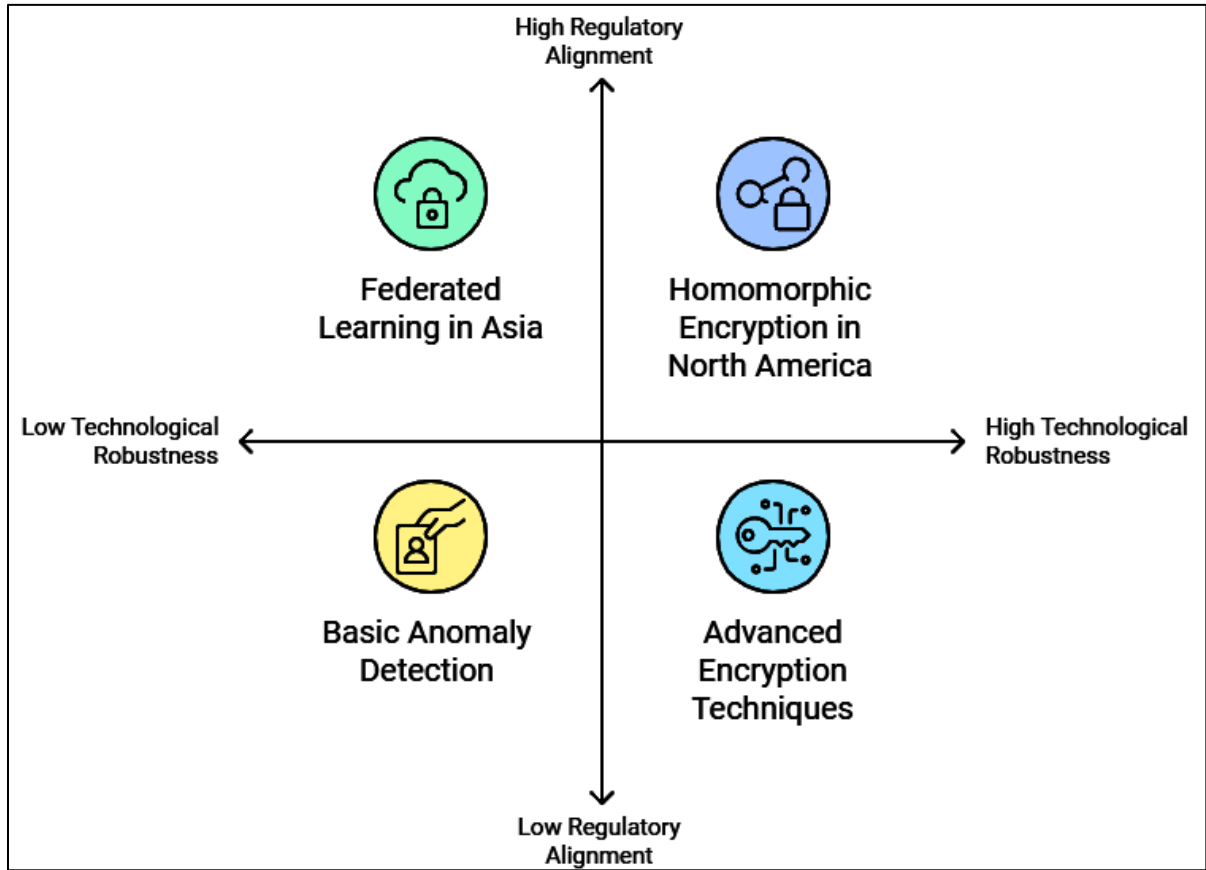 High Regulatory
Alignment
Federated
Learning in Asia
Homomorphic
Encryption in
North America
Low Technological
Robustness
High Technological
Robustness
Basic Anomaly
Detection
Advanced
Encryption
Techniques
Low Regulatory
Alignment